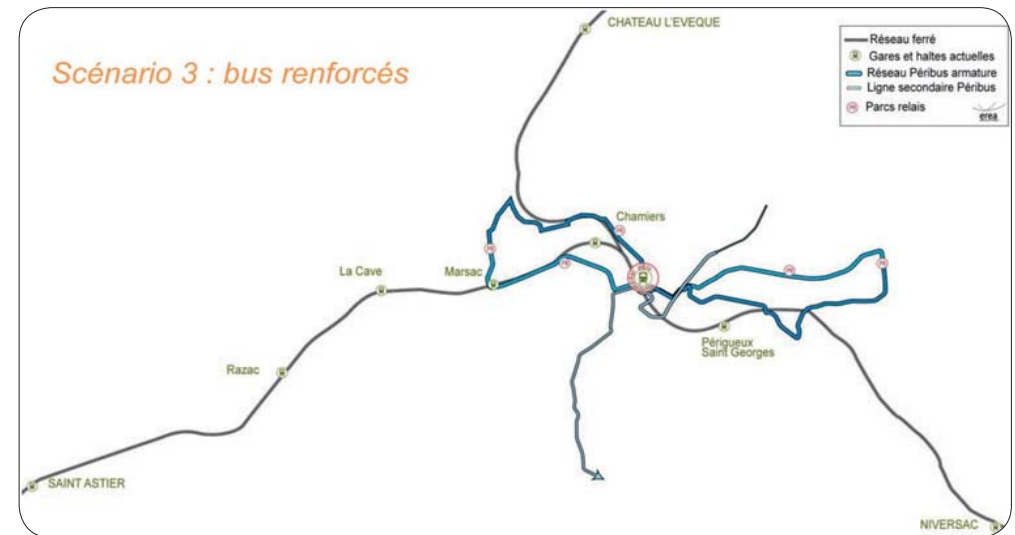 CHATEAU L'EVEQUE
Scénario 3 : bus renforcés
Réseau ferré
Gares et haltes actuelles
Réseau Péribus armature
Ligne secondaire Péribus
Parcs relais
erea
Chamiers
La Cave
Marsac
Périgueux
Saint Georges
Razac
SAINT ASTIER
NIVERSAC